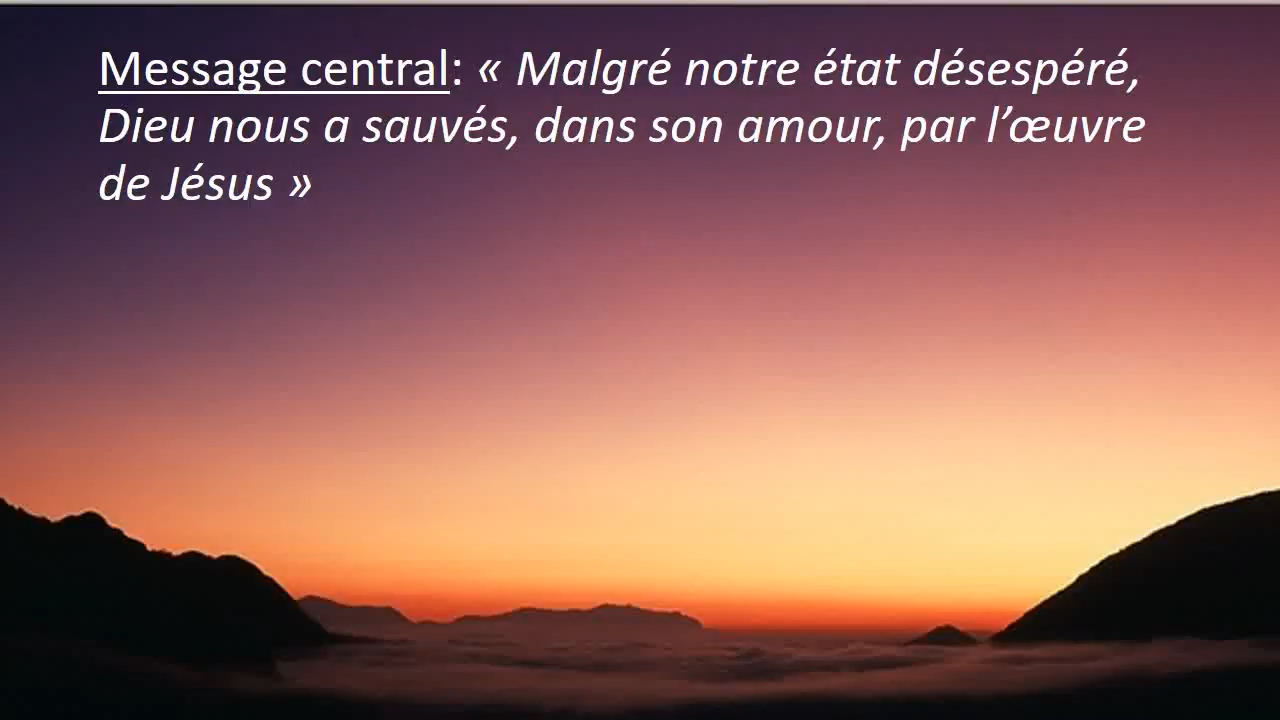 Message central: « Malgré notre état désespéré,
Dieu nous a sauvés, dans son amour, par l’œuvre
de Jésus »